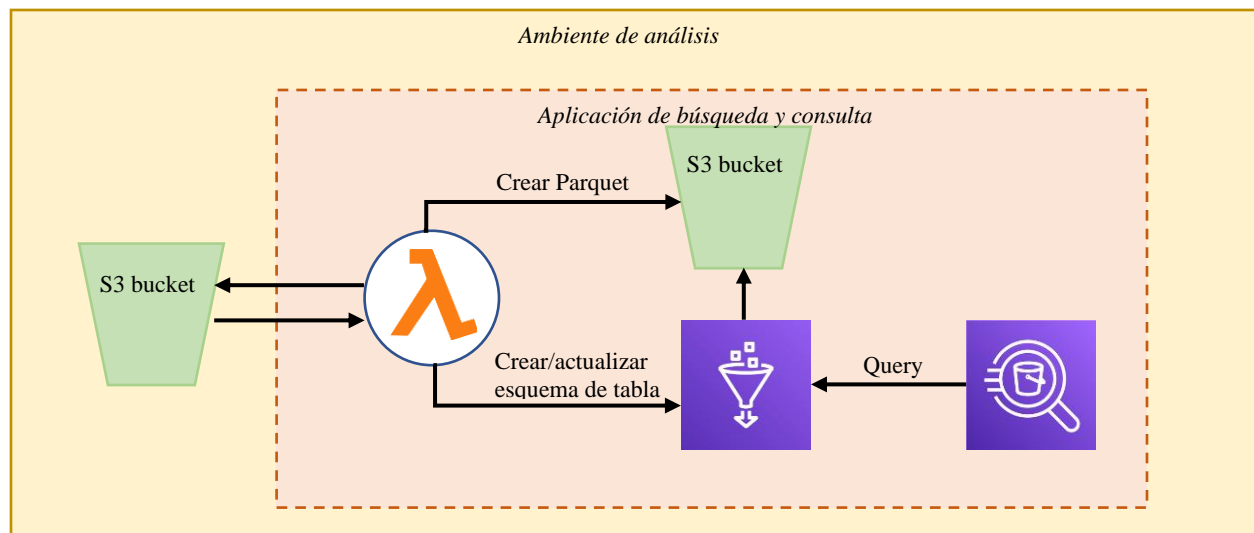 Ambiente de análisis
Aplicación de búsqueda y consulta
S3 bucket
Crear Parquet
S3 bucket
Crear/actualizar
esquema de tabla
Query